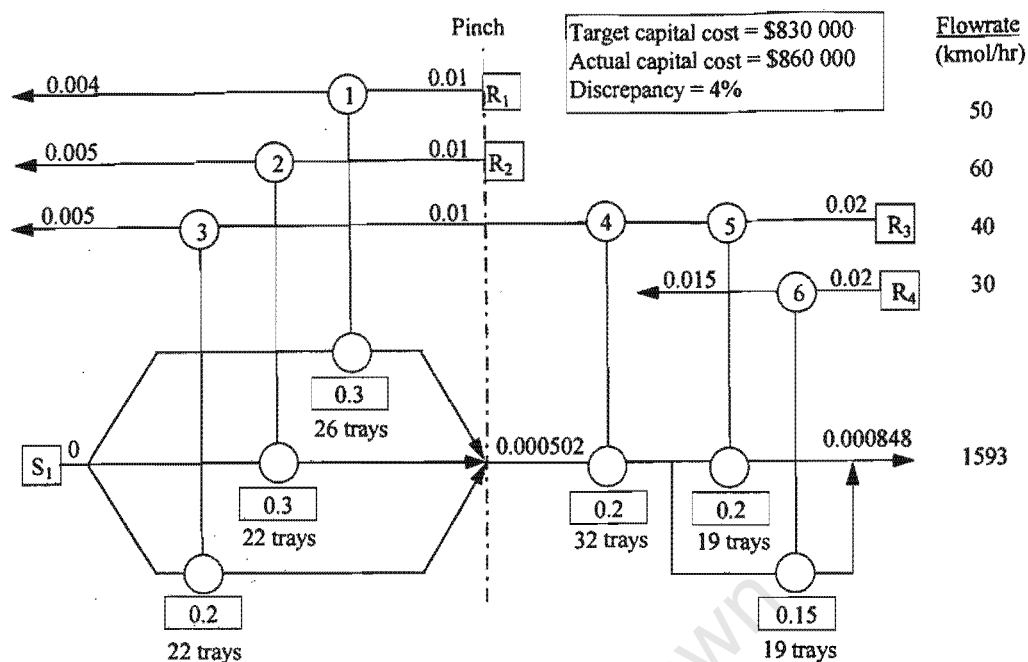 Pinch
Target capital cost = $830 000
Actual capital cost = $860 000
Discrepancy = 4%
Flowrate
(kmol/hr)
0.004
1
0.01
R1
50
0.005
2
0.01
R2
60
0.005
3
0.01
4
5
0.02
R3
40
0.015
6
0.02
R4
30
0.3
26 trays
S1
0
0.000502
0.000848
1593
0.3
22 trays
0.2
32 trays
0.2
19 trays
0.2
22 trays
0.15
19 trays